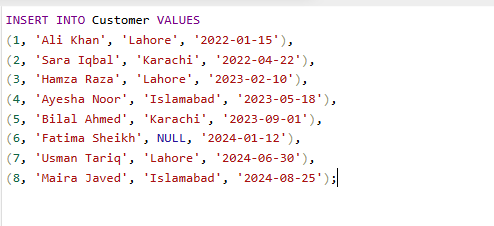 INSERT INTO Customer VALUES
(1, 'Ali Khan', 'Lahore', '2022-01-15'),
(2, 'Sara Iqbal', 'Karachi', '2022-04-22'),
(3, 'Hamza Raza', 'Lahore', '2023-02-10'),
(4, 'Ayesha Noor', 'Islamabad', '2023-05-18'),
(5, 'Bilal Ahmed', 'Karachi', '2023-09-01'),
(6, 'Fatima Sheikh', NULL, '2024-01-12'),
(7, 'Usman Tariq', 'Lahore', '2024-06-30'),
(8, 'Maira Javed', 'Islamabad', '2024-08-25');